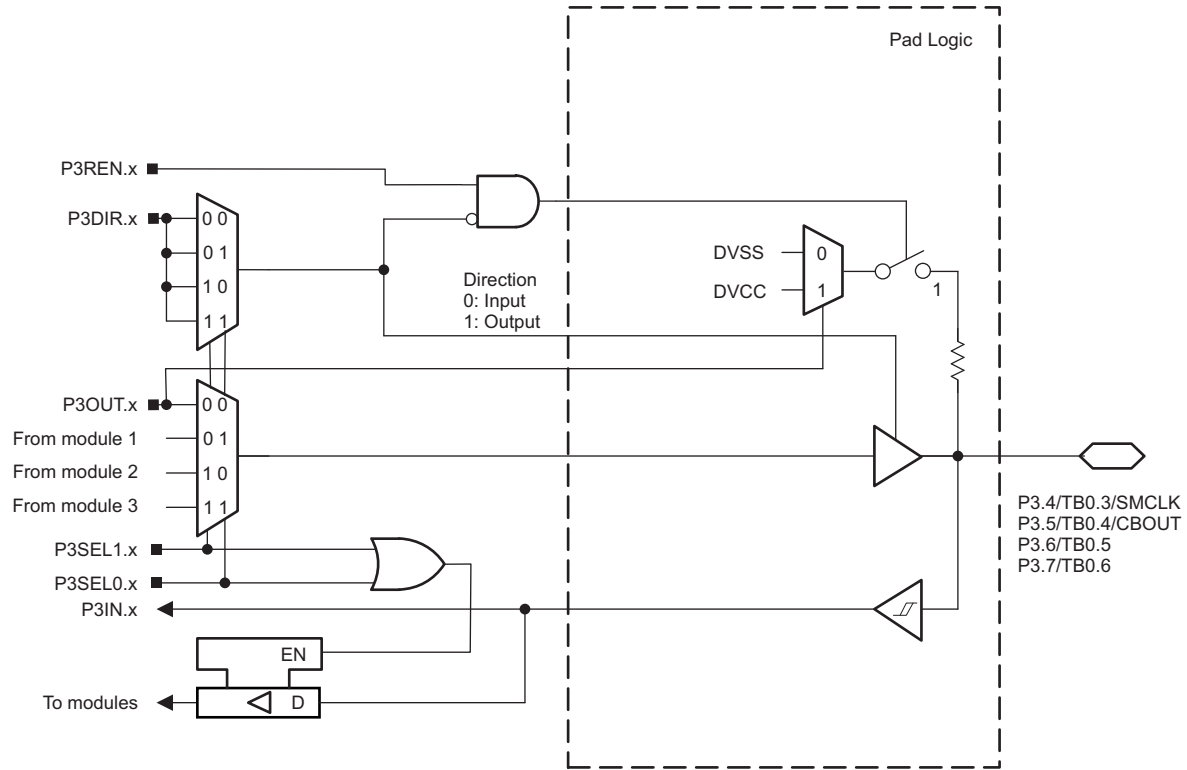 Pad Logic
P3REN.x
P3DIR.x
0 0
0 1
1 0
1 1
Direction
0: Input
1: Output
DVSS
DVCC
0
1
1
P3OUT.x
From module 1
From module 2
From module 3
0 0
0 1
1 0
1 1
P3.4/TB0.3/SMCLK
P3.5/TB0.4/CBOUT
P3.6/TB0.5
P3.7/TB0.6
P3SEL1.x
P3SEL0.x
P3IN.x
EN
To modules
D